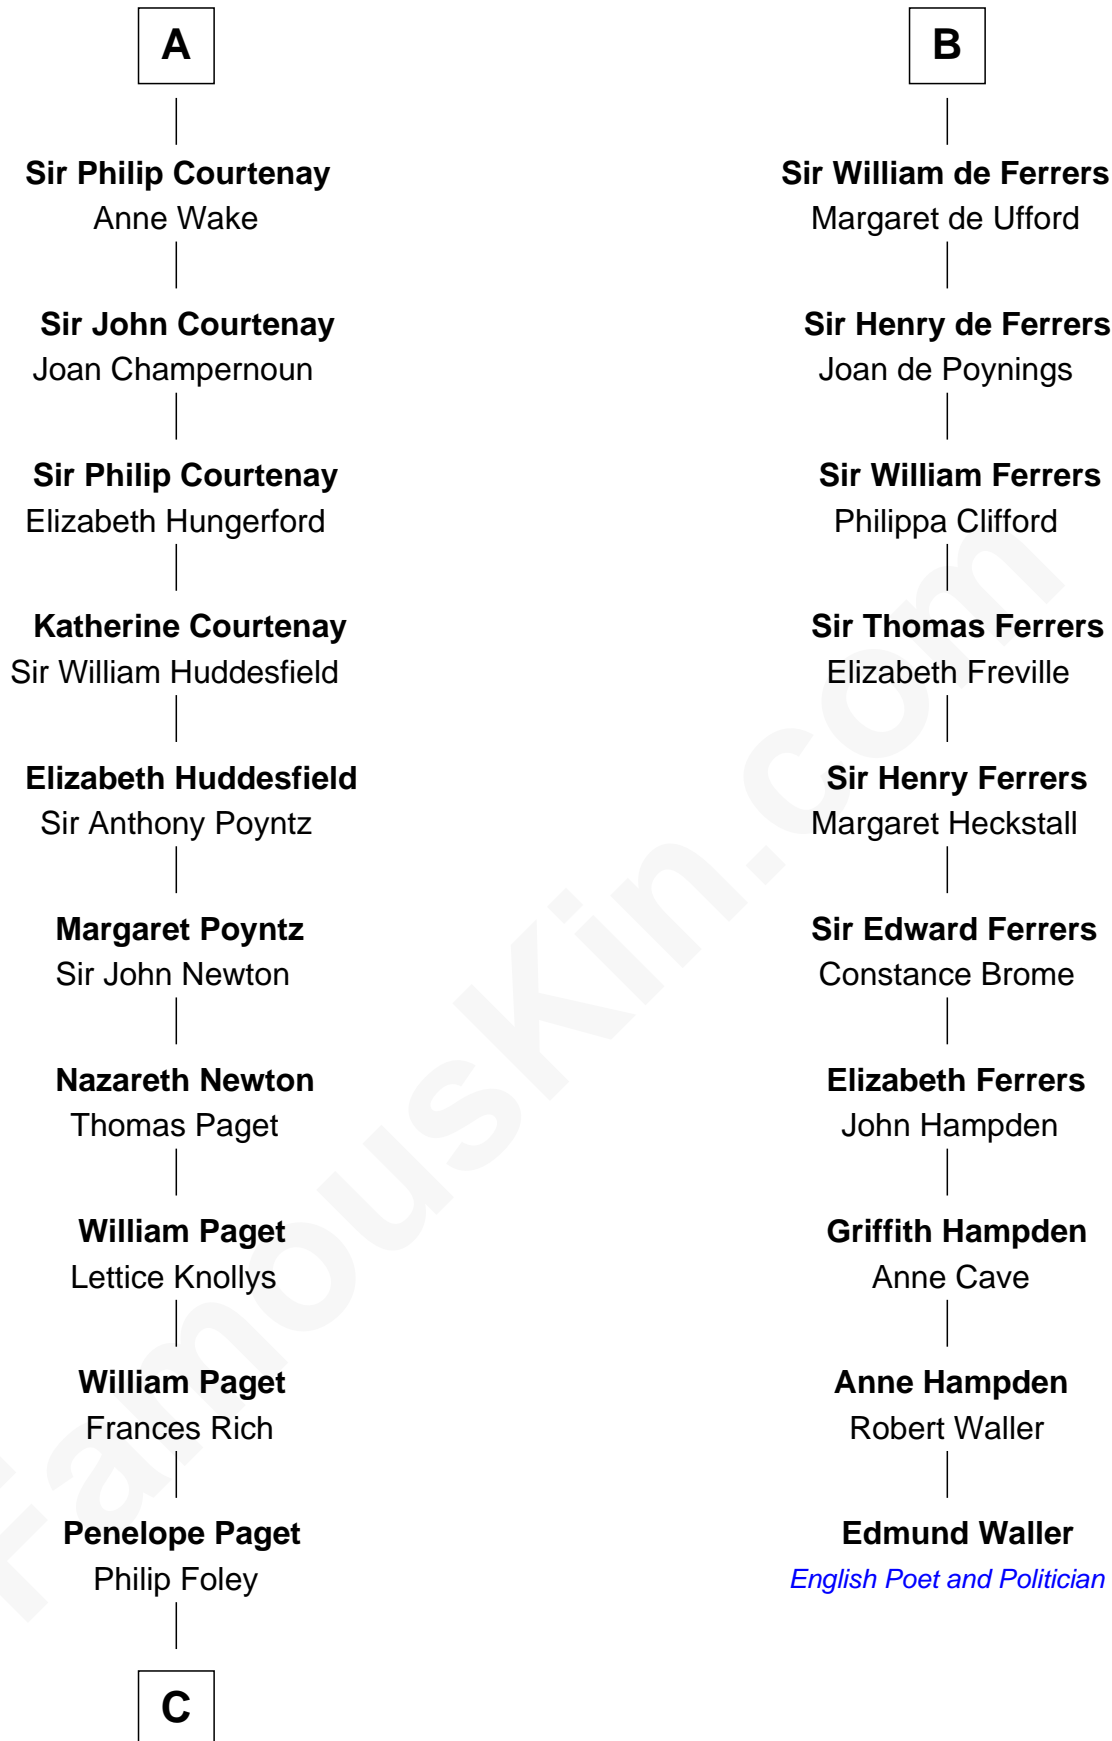 A
Sir Philip Courtenay
Anne Wake
Sir John Courtenay
Joan Champernoun
Sir Philip Courtenay
Elizabeth Hungerford
Katherine Courtenay
Sir William Huddesfield
Elizabeth Huddesfield
Sir Anthony Poyntz
Margaret Poyntz
Sir John Newton
Nazareth Newton
Thomas Paget
William Paget
Lettice Knollys
William Paget
Frances Rich
Penelope Paget
Philip Foley
C
B
Sir William de Ferrers
Margaret de Ufford
Sir Henry de Ferrers
Joan de Poynings
Sir William Ferrers
Philippa Clifford
Sir Thomas Ferrers
Elizabeth Freville
Sir Henry Ferrers
Margaret Heckstall
Sir Edward Ferrers
Constance Brome
Elizabeth Ferrers
John Hampden
Griffith Hampden
Anne Cave
Anne Hampden
Robert Waller
Edmund Waller
English Poet and Politician
FamousKin.com